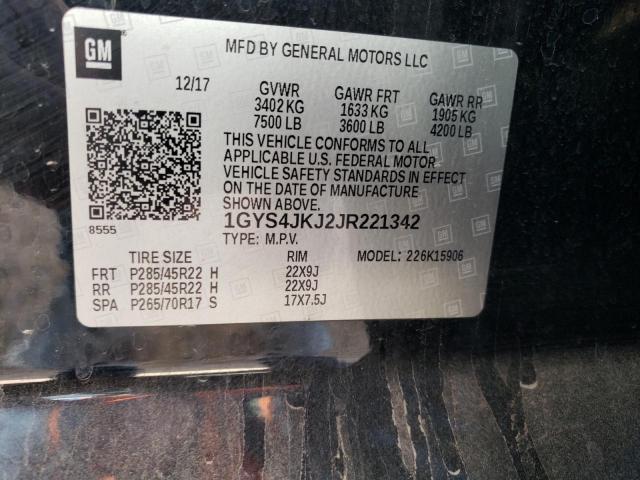 GM
MFD BY GENERAL MOTORS LLC
12/17 GVWR GAWR FRT GAWR RR
3402 KG 1633 KG 1905 KG
7500 LB 3600 LB 4200 LB
THIS VEHICLE CONFORMS TO ALL
APPLICABLE U.S. FEDERAL MOTOR
VEHICLE SAFETY STANDARDS IN EFFECT
ON THE DATE OF MANUFACTURE
SHOWN ABOVE.
8555
1GYS4JKJ2JR221342
TYPE: M.P.V.
TIRE SIZE RIM MODEL: 226K15906
FRT P285/45R22 H 22X9J
RR P285/45R22 H 22X9J
SPA P265/70R17 S 17X7.5J